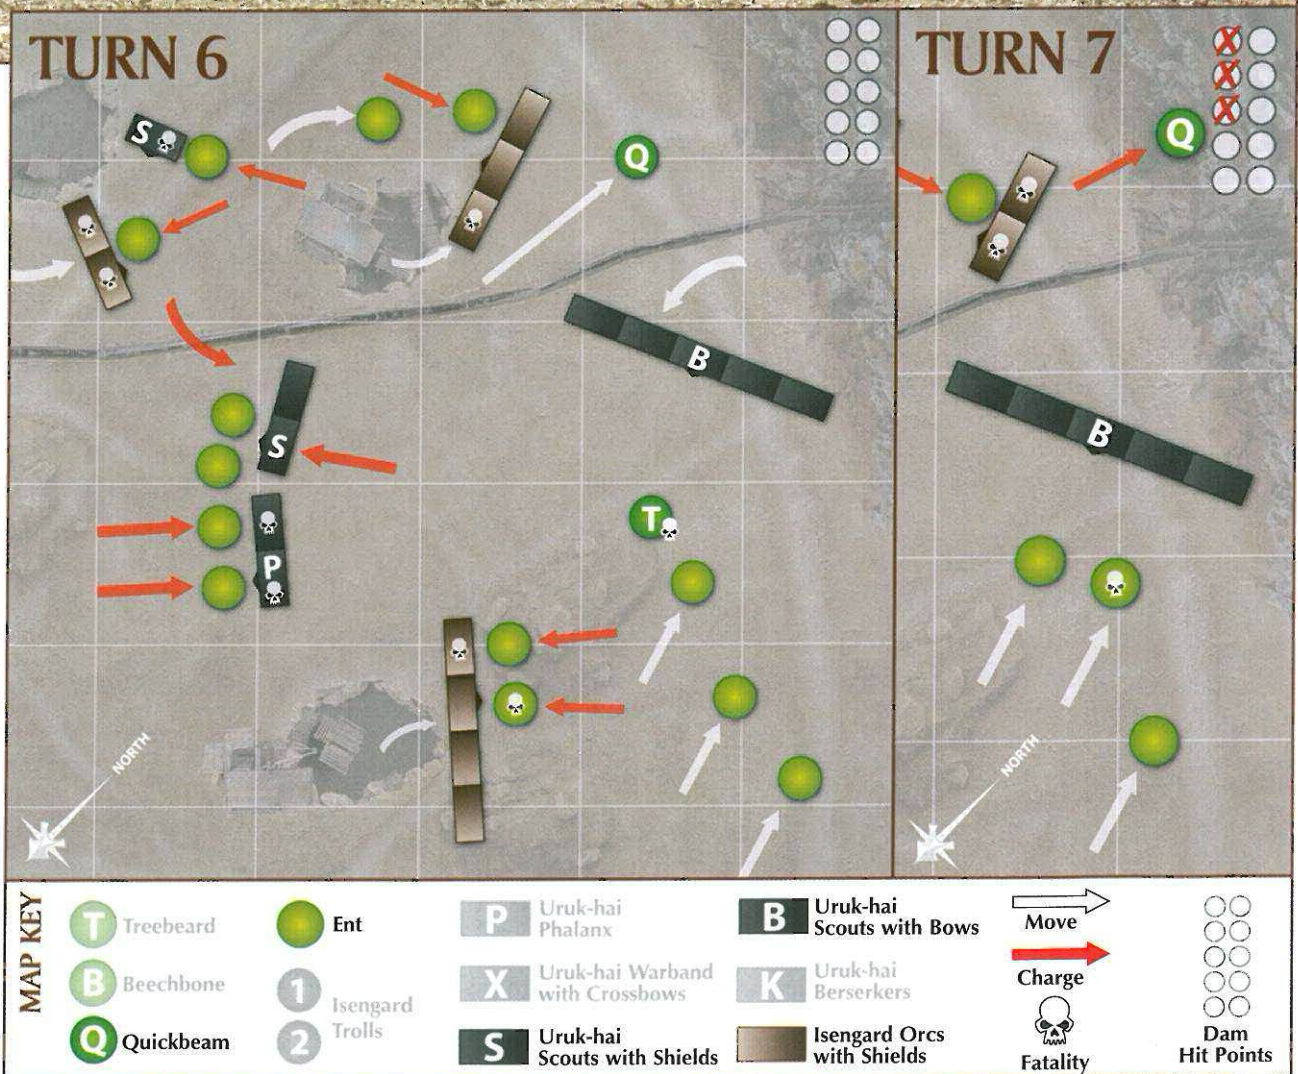 TURN 6
S
Q
B
S
P
T
NORTH
TURN 7
X
X
X
Q
B
NORTH
MAP KEY
T Treebeard
B Beechbone
Q Quickbeam
Ent
1
2
Isengard
Trolls
P
Uruk-hai
Phalanx
X
Uruk-hai Warband
with Crossbows
S
Uruk-hai
Scouts with Shields
B
Uruk-hai
Scouts with Bows
K
Uruk-hai
Berserkers
Isengard Orcs
with Shields
Move
Charge
Fatality
Dam
Hit Points